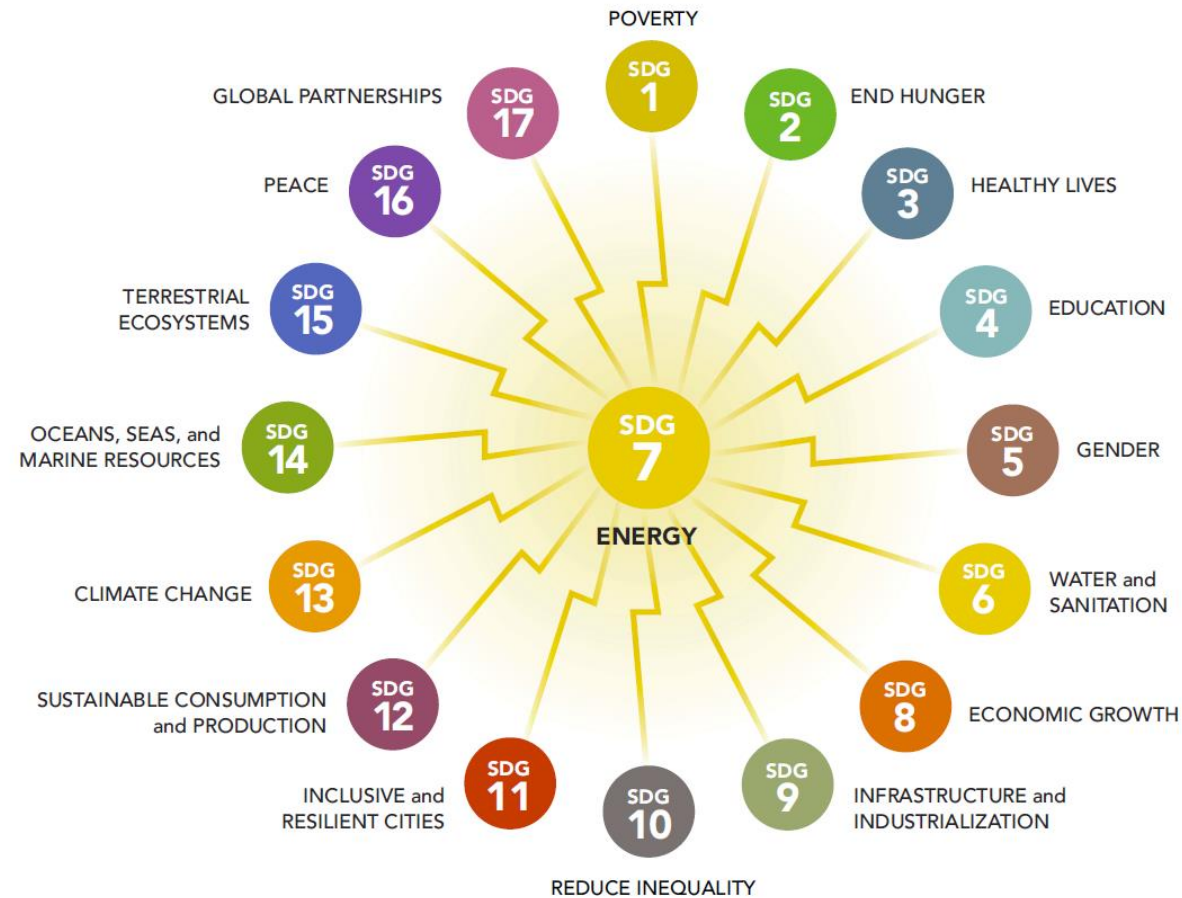 POVERTY
SDG
1
GLOBAL PARTNERSHIPS
SDG
17
SDG
2
END HUNGER
PEACE
SDG
16
SDG
3
HEALTHY LIVES
TERRESTRIAL
ECOSYSTEMS
SDG
15
SDG
4
EDUCATION
OCEANS, SEAS, and
MARINE RESOURCES
SDG
14
SDG
7
ENERGY
SDG
5
GENDER
CLIMATE CHANGE
SDG
13
SDG
6
WATER and
SANITATION
SUSTAINABLE CONSUMPTION
and PRODUCTION
SDG
12
SDG
8
ECONOMIC GROWTH
INCLUSIVE and
RESILIENT CITIES
SDG
11
SDG
10
REDUCE INEQUALITY
SDG
9
INFRASTRUCTURE and
INDUSTRIALIZATION